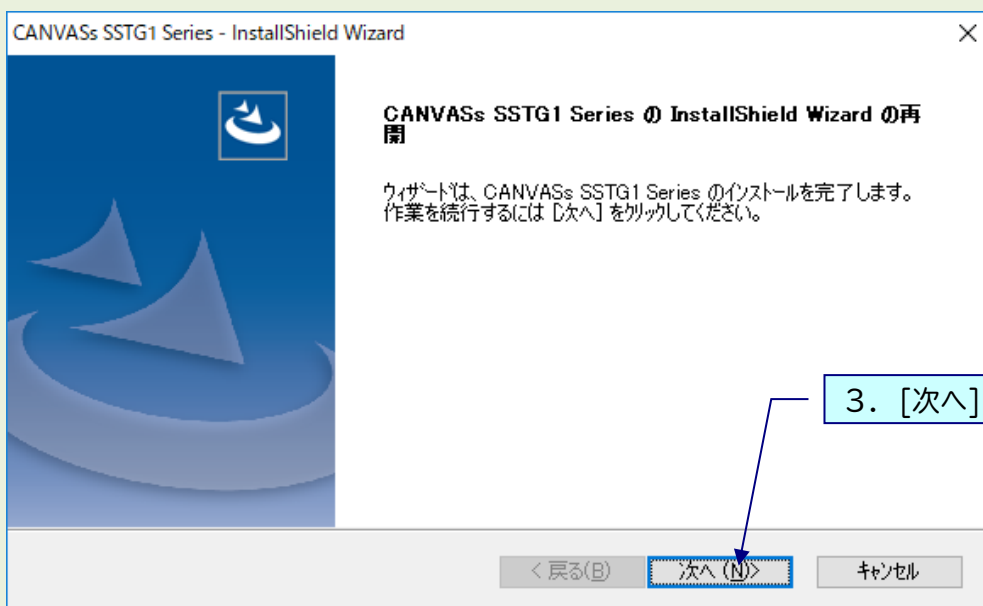 CANVASs SSTG1 Series - InstallShield Wizard
CANVASs SSTG1 Series の InstallShield Wizard の再
開
ウィザードは、CANVASs SSTG1 Series のインストールを完了します。
作業を続行するには [次へ] をクリックしてください。
3. [次へ]
< 戻る(B)
次へ (N)>
キャンセル